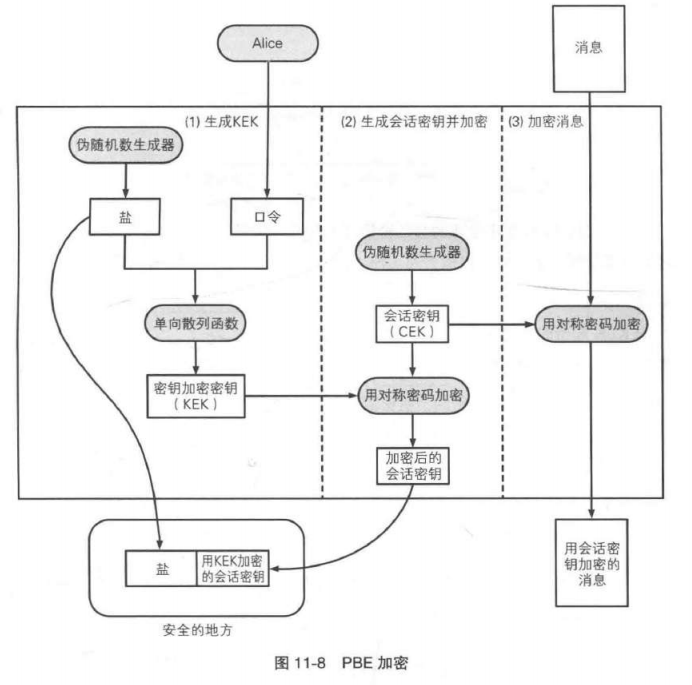 Alice
消息
(1) 生成KEK
(2) 生成会话密钥并加密
(3) 加密消息
伪随机数生成器
盐
口令
伪随机数生成器
单向散列函数
会话密钥
（CEK）
用对称密码加密
密钥加密密钥
（KEK）
用对称密码加密
加密后的
会话密钥
盐
用KEK加密
的会话密钥
用会话密
钥加密的
消息
安全的地方
图 11-8 PBE 加密